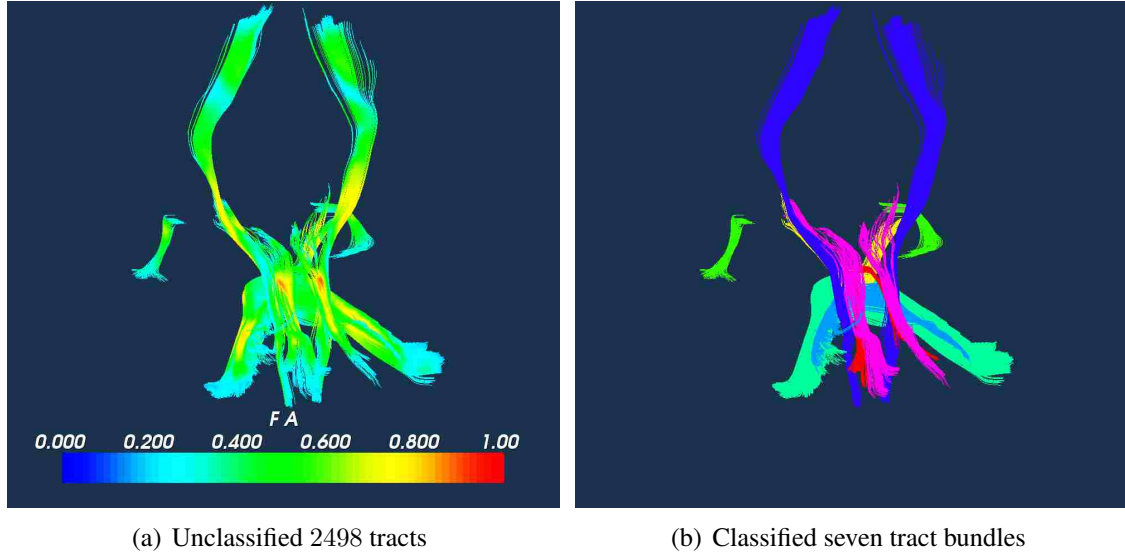 F A
0.000 0.200 0.400 0.600 0.800 1.00
(a) Unclassified 2498 tracts
(b) Classified seven tract bundles